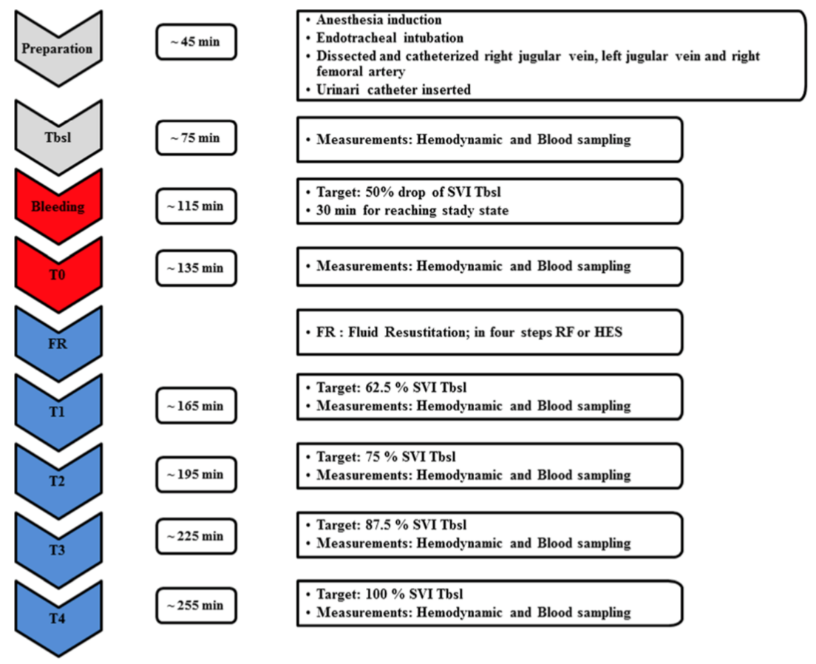 Preparation
~ 45 min
• Anesthesia induction
• Endotracheal intubation
• Dissected and catheterized right jugular vein, left jugular vein and right
femoral artery
• Urinari catheter inserted
Tbsl
~ 75 min
• Measurements: Hemodynamic and Blood sampling
Bleeding
~ 115 min
• Target: 50% drop of SVI Tbsl
• 30 min for reaching stady state
T0
~ 135 min
• Measurements: Hemodynamic and Blood sampling
FR
• FR : Fluid Resustitation; in four steps RF or HES
T1
~ 165 min
• Target: 62.5 % SVI Tbsl
• Measurements: Hemodynamic and Blood sampling
T2
~ 195 min
• Target: 75 % SVI Tbsl
• Measurements: Hemodynamic and Blood sampling
T3
~ 225 min
• Target: 87.5 % SVI Tbsl
• Measurements: Hemodynamic and Blood sampling
T4
~ 255 min
• Target: 100 % SVI Tbsl
• Measurements: Hemodynamic and Blood sampling